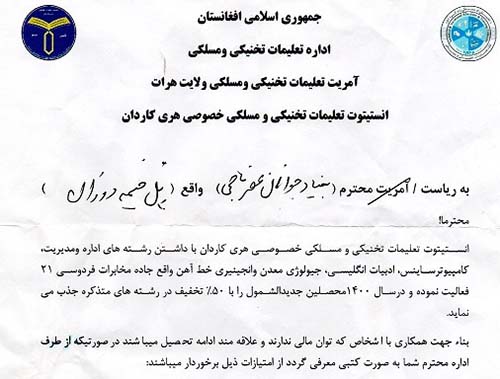 جمهوری اسلامی افغانستان
اداره تعلیمات تخنیکی ومسلکی
آمریت تعلیمات تخنیکی ومسلکی ولایت هرات
انستیتوت تعلیمات تخنیکی و مسلکی خصوصی هری کاردان
به ریاست / آمریت محترم ( بنیاد جوانان ) واقع ( پل )
محترما!
انستیتوت تعلیمات تخنیکی و مسلکی خصوصی هری کاردان با داشتن رشته های اداره ومدیریت،
کامپیوترساینس، ادبیات انگلیسی، جیولوژی معدن وانجینیری خط آهن واقع جاده مخابرات فردوسی ۲۱
فعالیت نموده و درسال ۱۴۰۰محصلین جدیدالشمول را با ۵۰٪ تخفیف در رشته های متذکره جذب می
نماید.
بناء جهت همکاری با اشخاص که توان مالی ندارند و علاقه مند ادامه تحصیل میباشند در صورتیکه از طرف
اداره محترم شما به صورت کتبی معرفی گردد از امتیازات ذیل برخوردار میباشند: